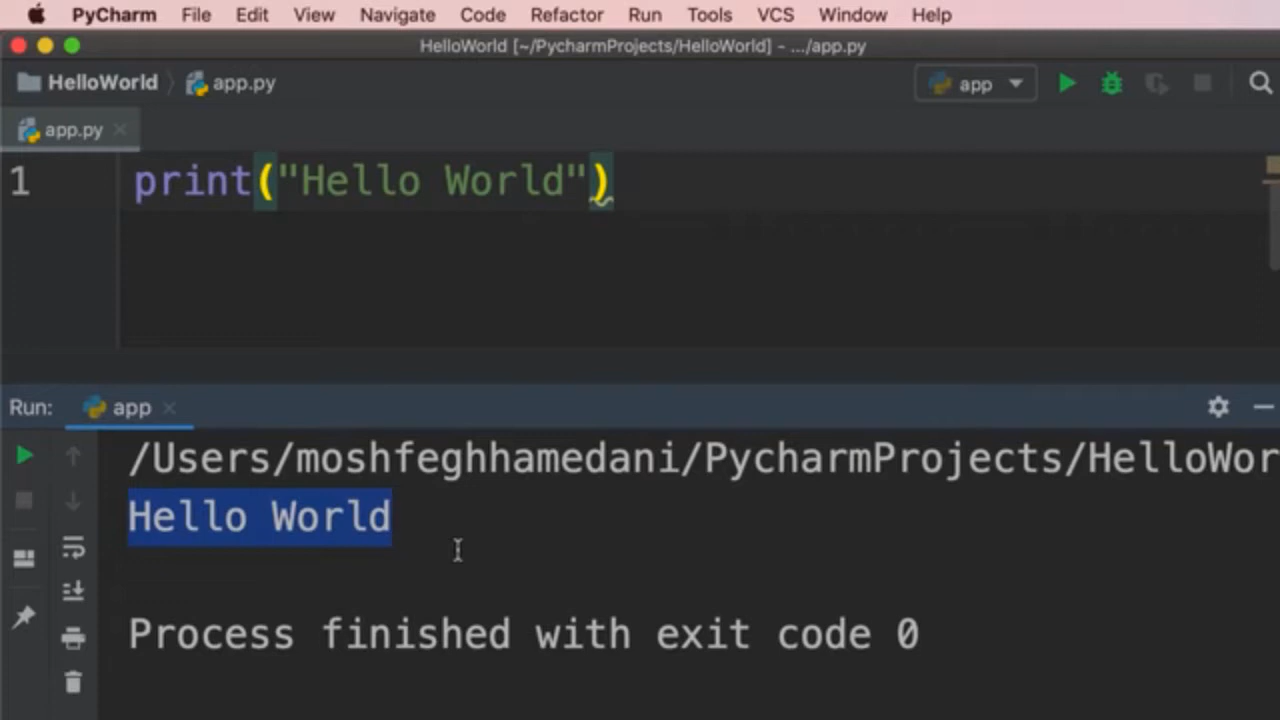 PyCharm File Edit View Navigate Code Refactor Run Tools VCS Window Help
HelloWorld [~/PycharmProjects/HelloWorld] - .../app.py
HelloWorld app.py app
app.py
1 print("Hello World")
Run: app
/Users/moshfeghhamedani/PycharmProjects/HelloWor
Hello World
Process finished with exit code 0